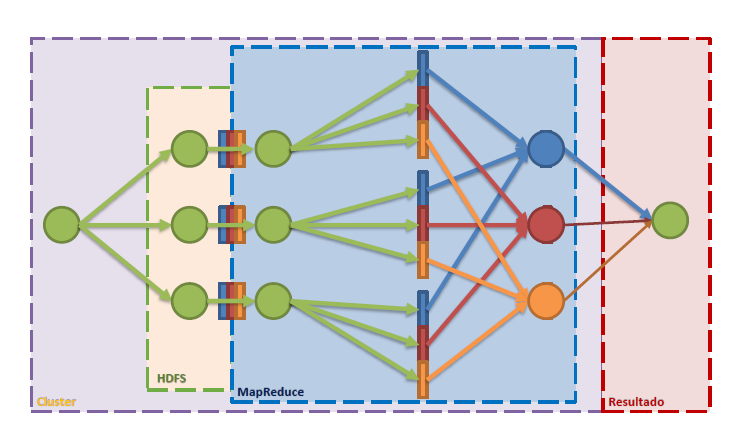 HDFS
MapReduce
Cluster
Resultado